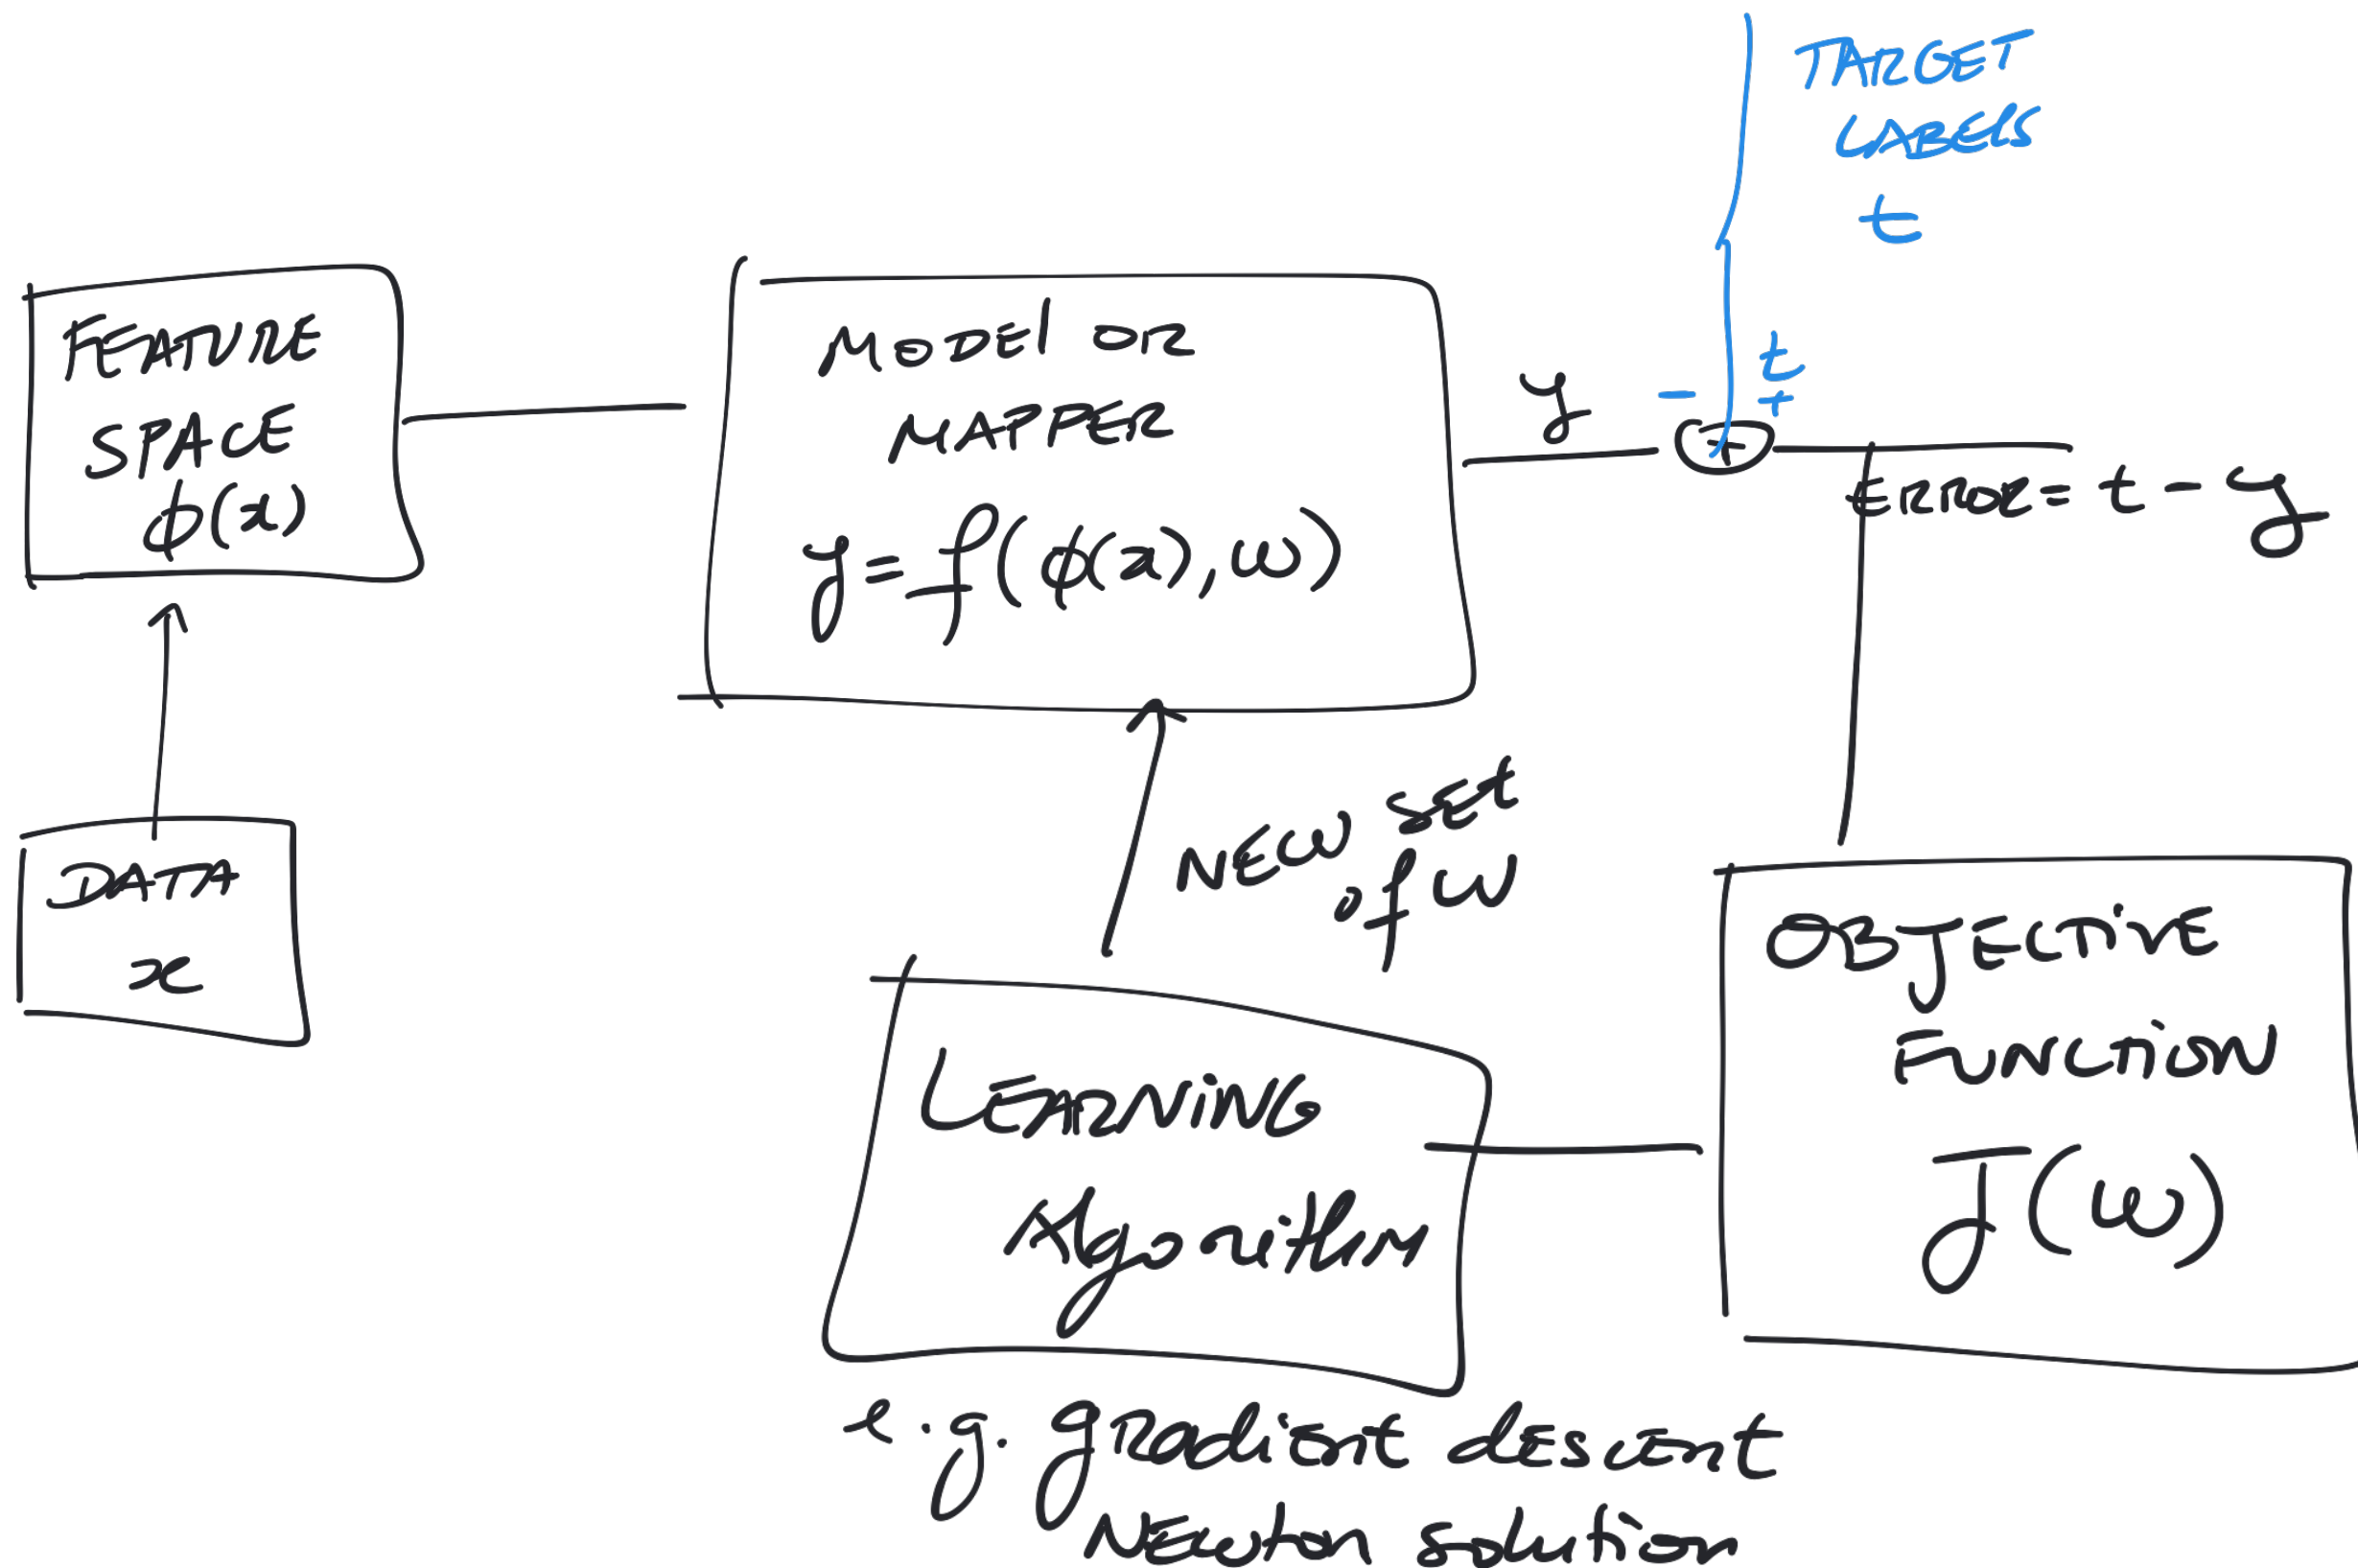 TARGET
LABELS
t
FEATURE
SPACE
φ(x)
MODEl OR
MAPPER
y = f(φ(x), w)
y
- t
+
+
ERROR = t - y
DATA
x
NEW SEt
of w
LEARNiNG
Algorithm
e.g. gRadiEnt dEscEnt
NEwton solution
OBJECTiVE
FUNCTiON
J(w)